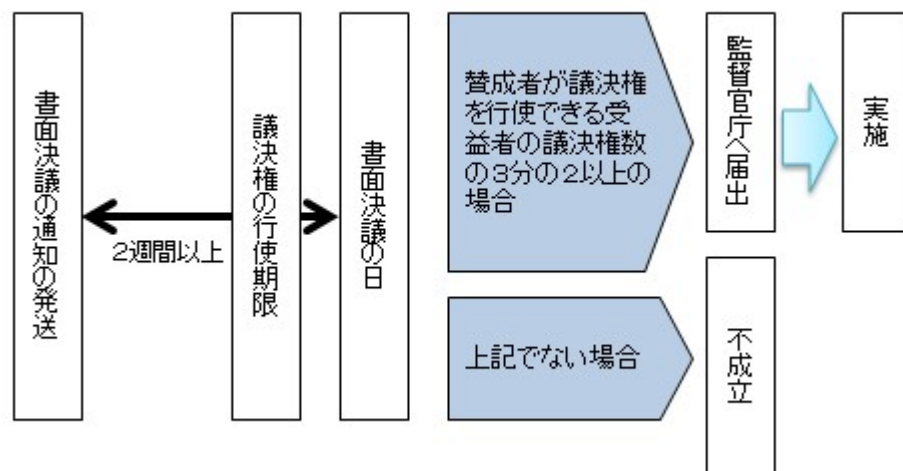 書面決議の通知の発送
2週間以上
議決権の行使期限
書面決議の日
賛成者が議決権
を行使できる受
益者の議決権数
の3分の2以上の
場合
監督官庁へ届出
実施
上記でない場合
不成立